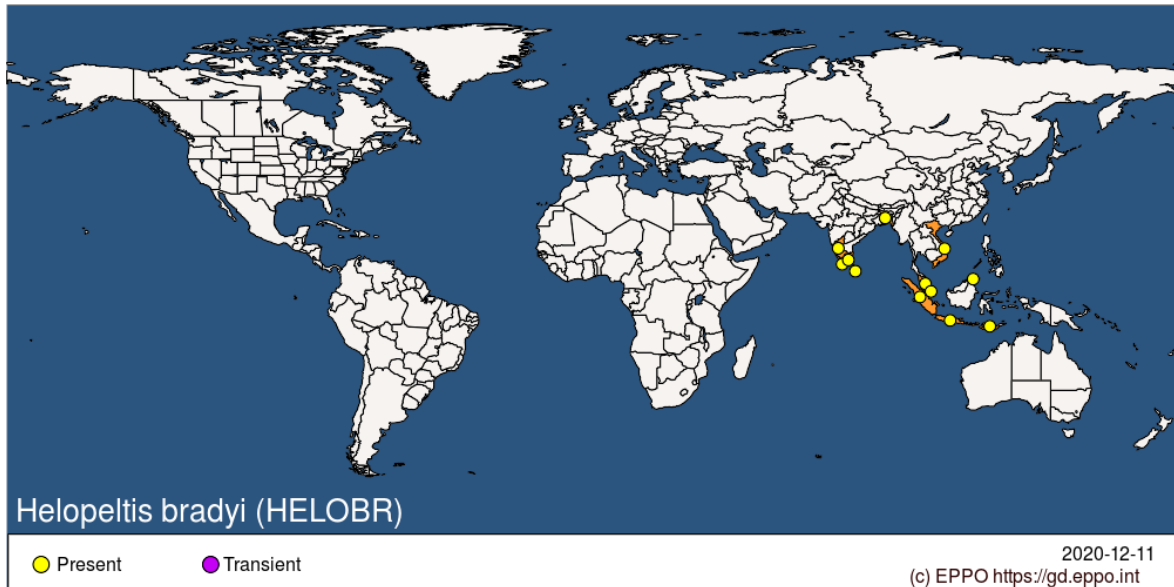 Helopeltis bradyi (HELOBR)
Present
Transient
2020-12-11
(c) EPPO https://gd.eppo.int